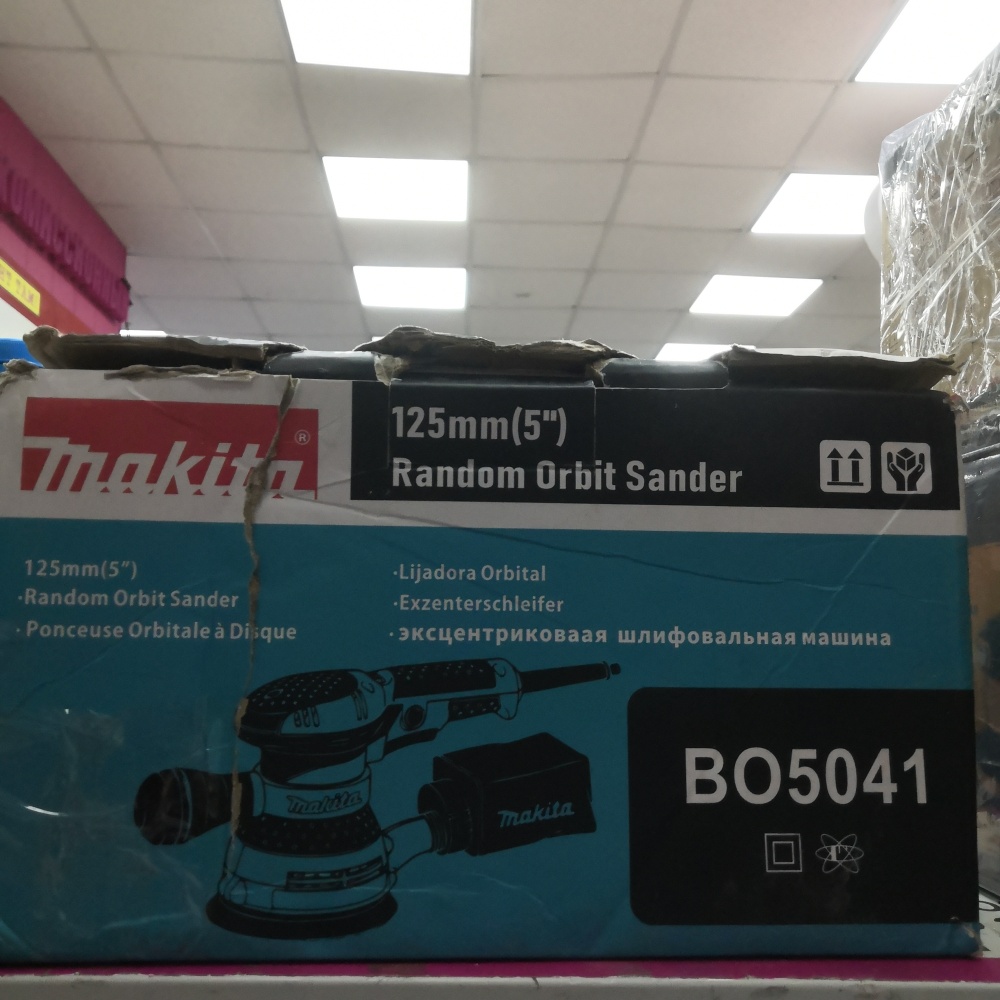 makita®
125mm(5")
Random Orbit Sander
125mm(5")
·Random Orbit Sander
·Ponceuse Orbitale à Disque
·Lijadora Orbital
·Exzenterschleifer
·эксцентриковаая шлифовальная машина
makita
makita
BO5041